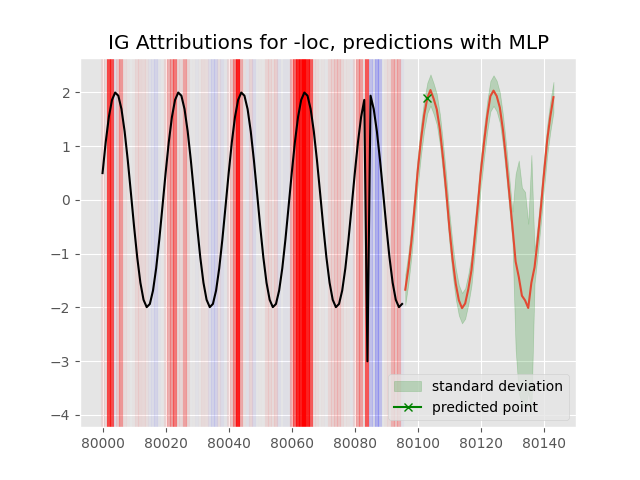 IG Attributions for -loc, predictions with MLP
2
1
0
−1
−2
−3
−4
standard deviation
predicted point
80000 80020 80040 80060 80080 80100 80120 80140